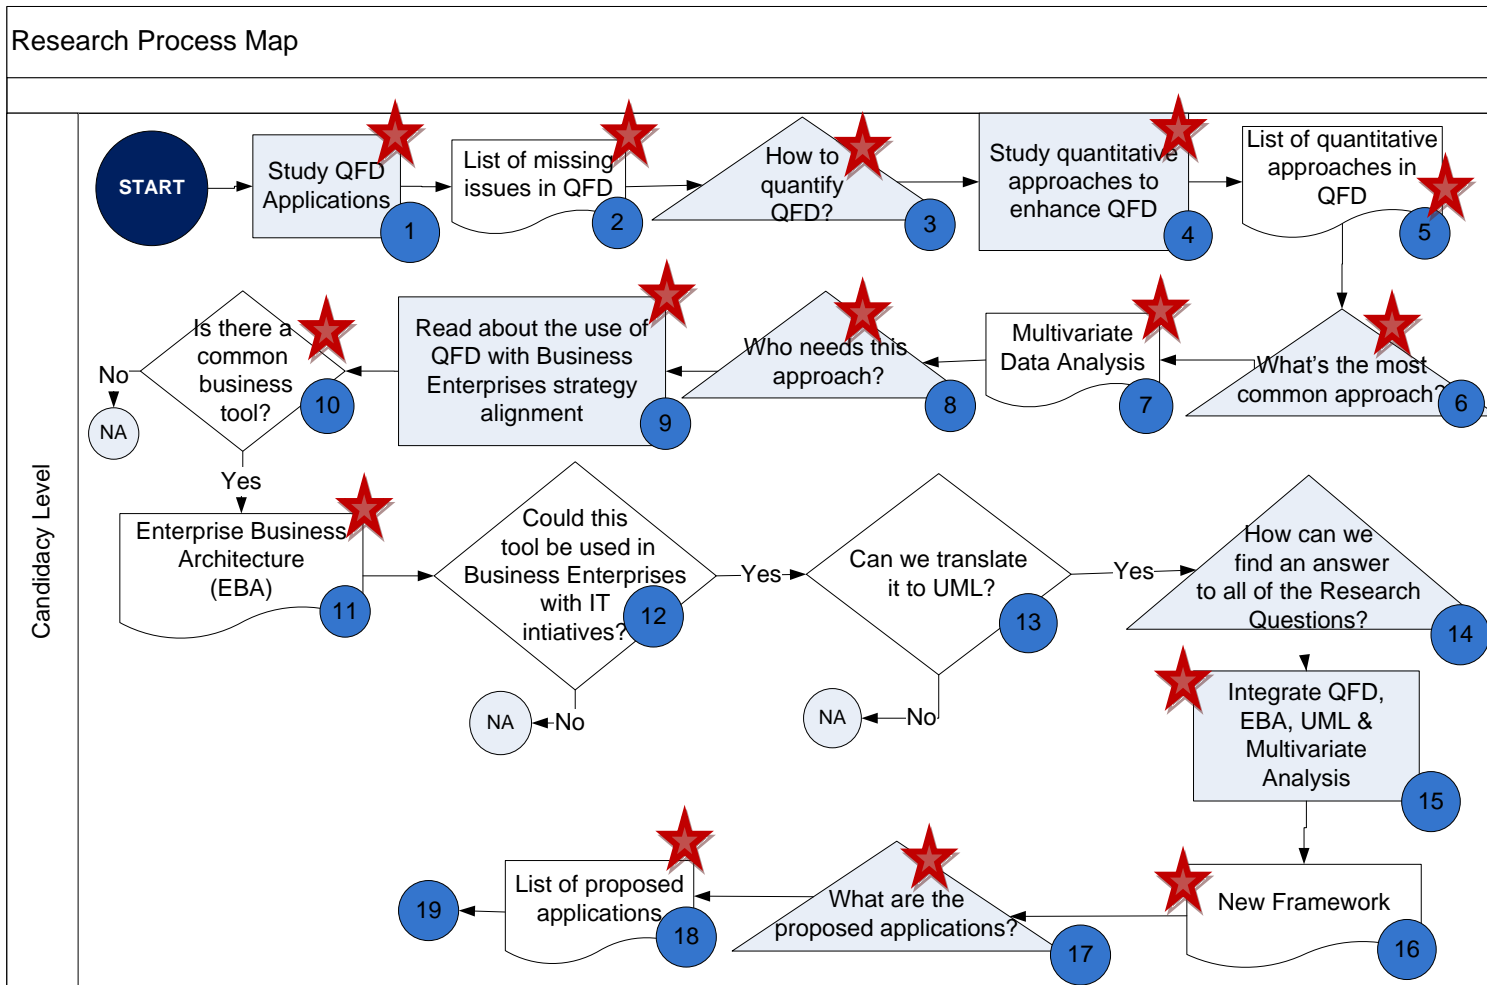 Research Process Map
Candidacy Level
START
Study QFD
Applications
1
List of missing
issues in QFD
2
How to
quantify
QFD?
3
Study quantitative
approaches to
enhance QFD
4
List of quantitative
approaches in
QFD
5
What's the most
common approach?
6
Multivariate
Data Analysis
7
Who needs this
approach?
8
Read about the use of
QFD with Business
Enterprises strategy
alignment
9
Is there a
common
business
tool?
10
No
NA
Yes
Enterprise Business
Architecture
(EBA)
11
Could this
tool be used in
Business Enterprises
with IT
intiatives?
12
No
NA
Yes
Can we translate
it to UML?
13
No
NA
Yes
How can we
find an answer
to all of the Research
Questions?
14
Integrate QFD,
EBA, UML &
Multivariate
Analysis
15
New Framework
16
What are the
proposed applications?
17
List of proposed
applications
18
19